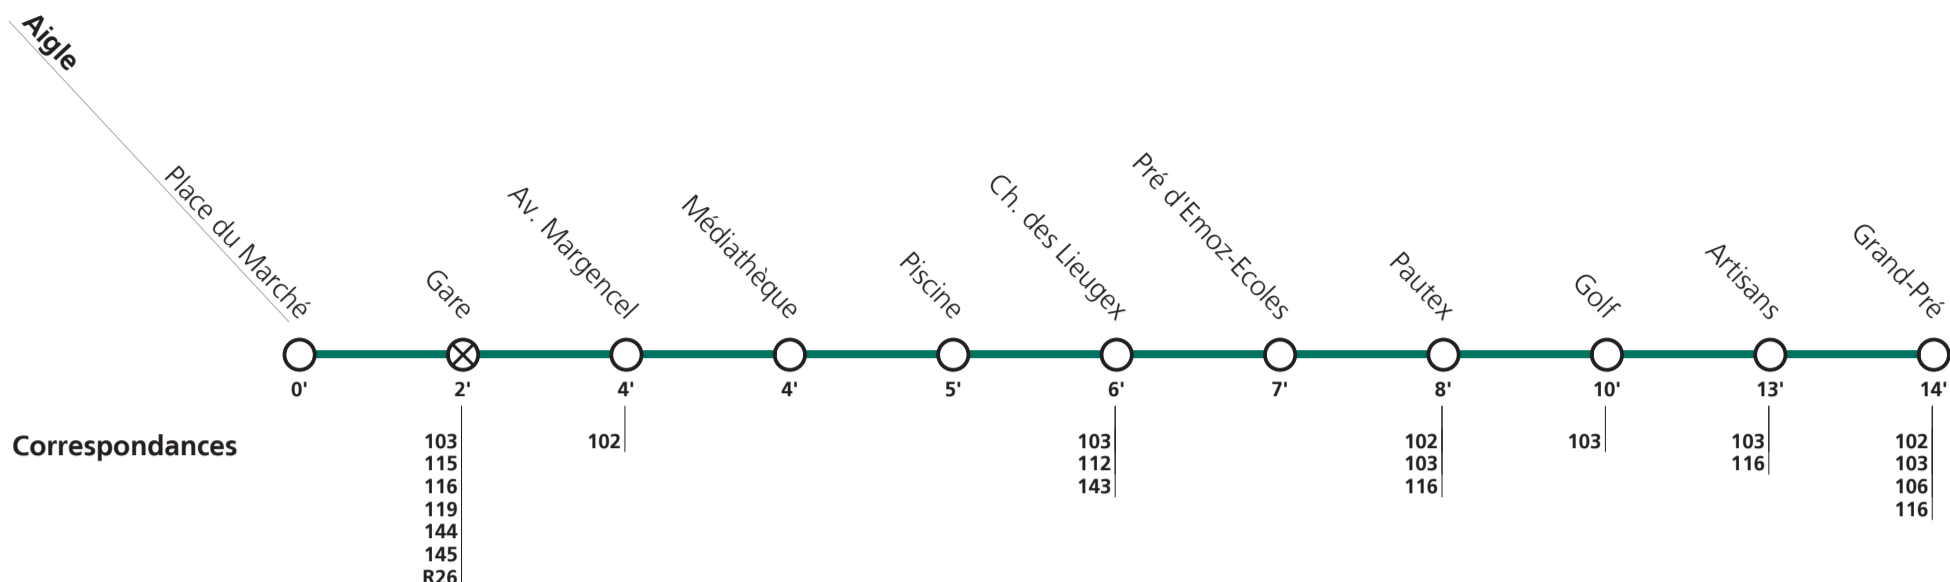 Aigle
Place du Marché
Gare
Av. Margencel
Médiathèque
Piscine
Ch. des Lieugex
Pré d'Emoz-Ecoles
Pautex
Golf
Artisans
Grand-Pré
0' 2' 4' 4' 5' 6' 7' 8' 10' 13' 14'
Correspondances
103
115
116
119
144
145
R26
102
103
112
143
102
103
116
103
103
116
102
103
106
116